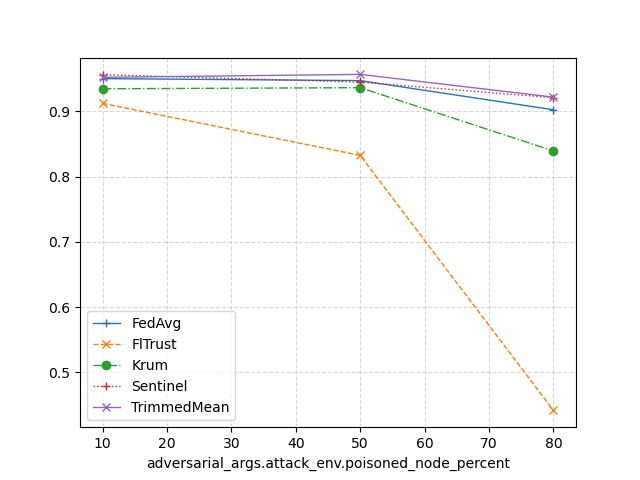 0.9
0.8
0.7
0.6
0.5
FedAvg
FlTrust
Krum
Sentinel
TrimmedMean
10 20 30 40 50 60 70 80
adversarial_args.attack_env.poisoned_node_percent